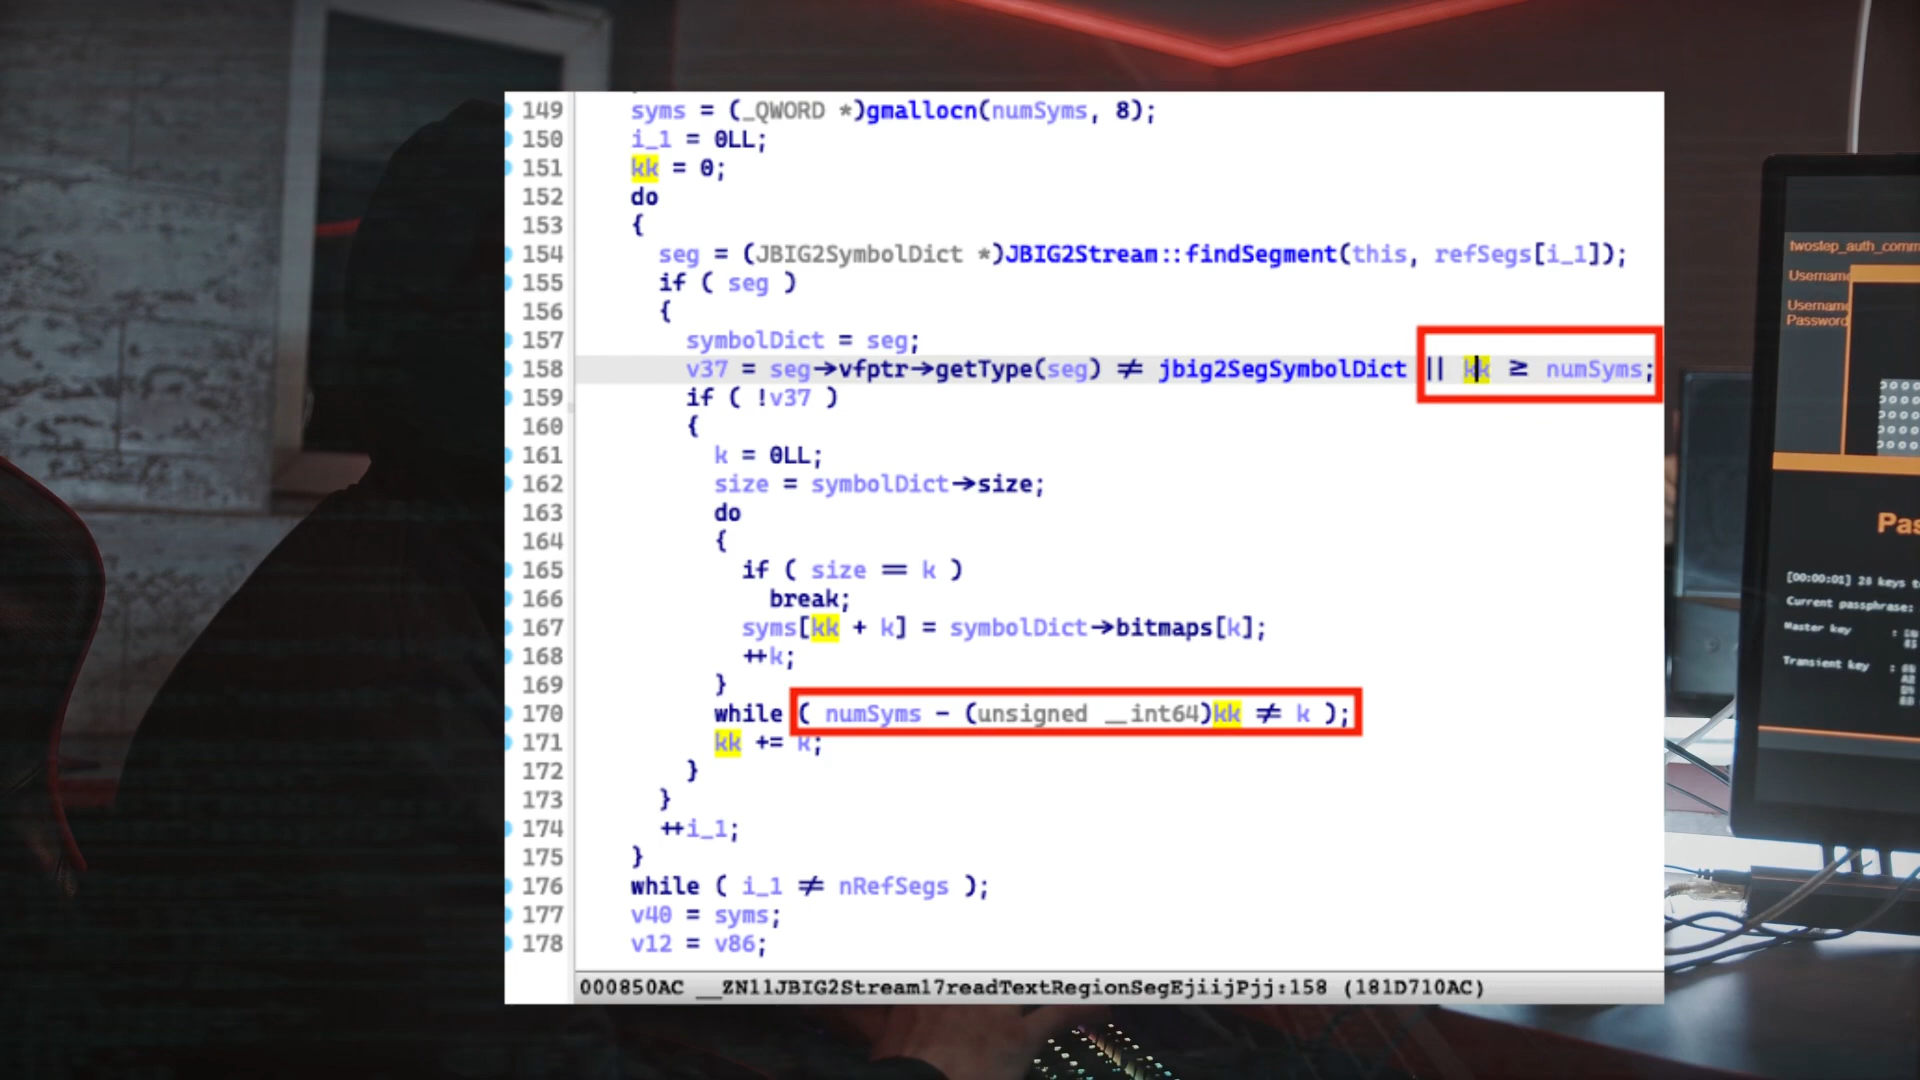 149 syms = (_QWORD *)gmallocn(numSyms, 8);
150 i_1 = 0LL;
151 kk = 0;
152 do
153 {
154 seg = (JBIG2SymbolDict *)JBIG2Stream::findSegment(this, refSegs[i_1]);
155 if ( seg )
156 {
157 symbolDict = seg;
158 v37 = seg->vfptr->getType(seg) != jbig2SegSymbolDict || kk >= numSyms;
159 if ( !v37 )
160 {
161 k = 0LL;
162 size = symbolDict->size;
163 do
164 {
165 if ( size == k )
166 break;
167 syms[kk + k] = symbolDict->bitmaps[k];
168 ++k;
169 }
170 while ( numSyms - (unsigned __int64)kk != k );
171 kk += k;
172 }
173 }
174 ++i_1;
175 }
176 while ( i_1 != nRefSegs );
177 v40 = syms;
178 v12 = v86;
000850AC __ZN11JBIG2Stream17readTextRegionSegEjiijPjj:158 (181D710AC)
twostep_auth_comm
Username
Username
Password
Pas
[00:00:01] 28 keys t
Current passphrase:
Master key :
Transient key :